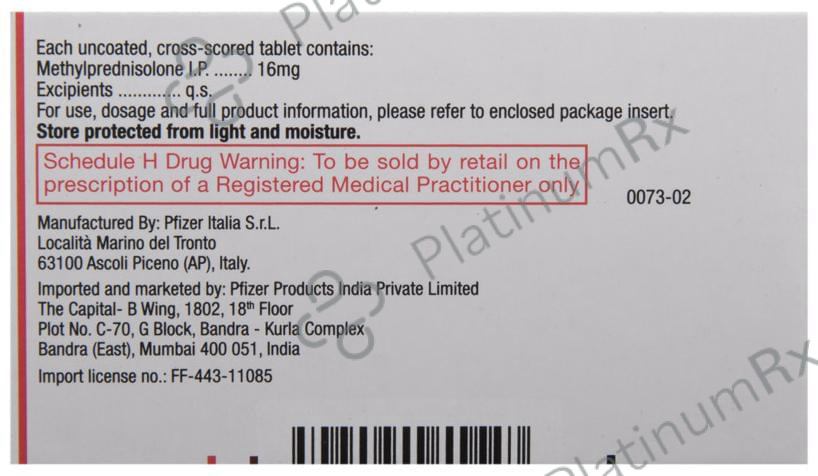 Each uncoated, cross-scored tablet contains:
Methylprednisolone I.P. ........ 16mg
Excipients ............. q.s.
For use, dosage and full product information, please refer to enclosed package insert.
Store protected from light and moisture.
Schedule H Drug Warning: To be sold by retail on the
prescription of a Registered Medical Practitioner only
0073-02
Manufactured By: Pfizer Italia S.r.L.
Località Marino del Tronto
63100 Ascoli Piceno (AP), Italy.
Imported and marketed by: Pfizer Products India Private Limited
The Capital- B Wing, 1802, 18th Floor
Plot No. C-70, G Block, Bandra - Kurla Complex
Bandra (East), Mumbai 400 051, India
Import license no.: FF-443-11085
PlatinumRx
PlatinumRx
PlatinumRx